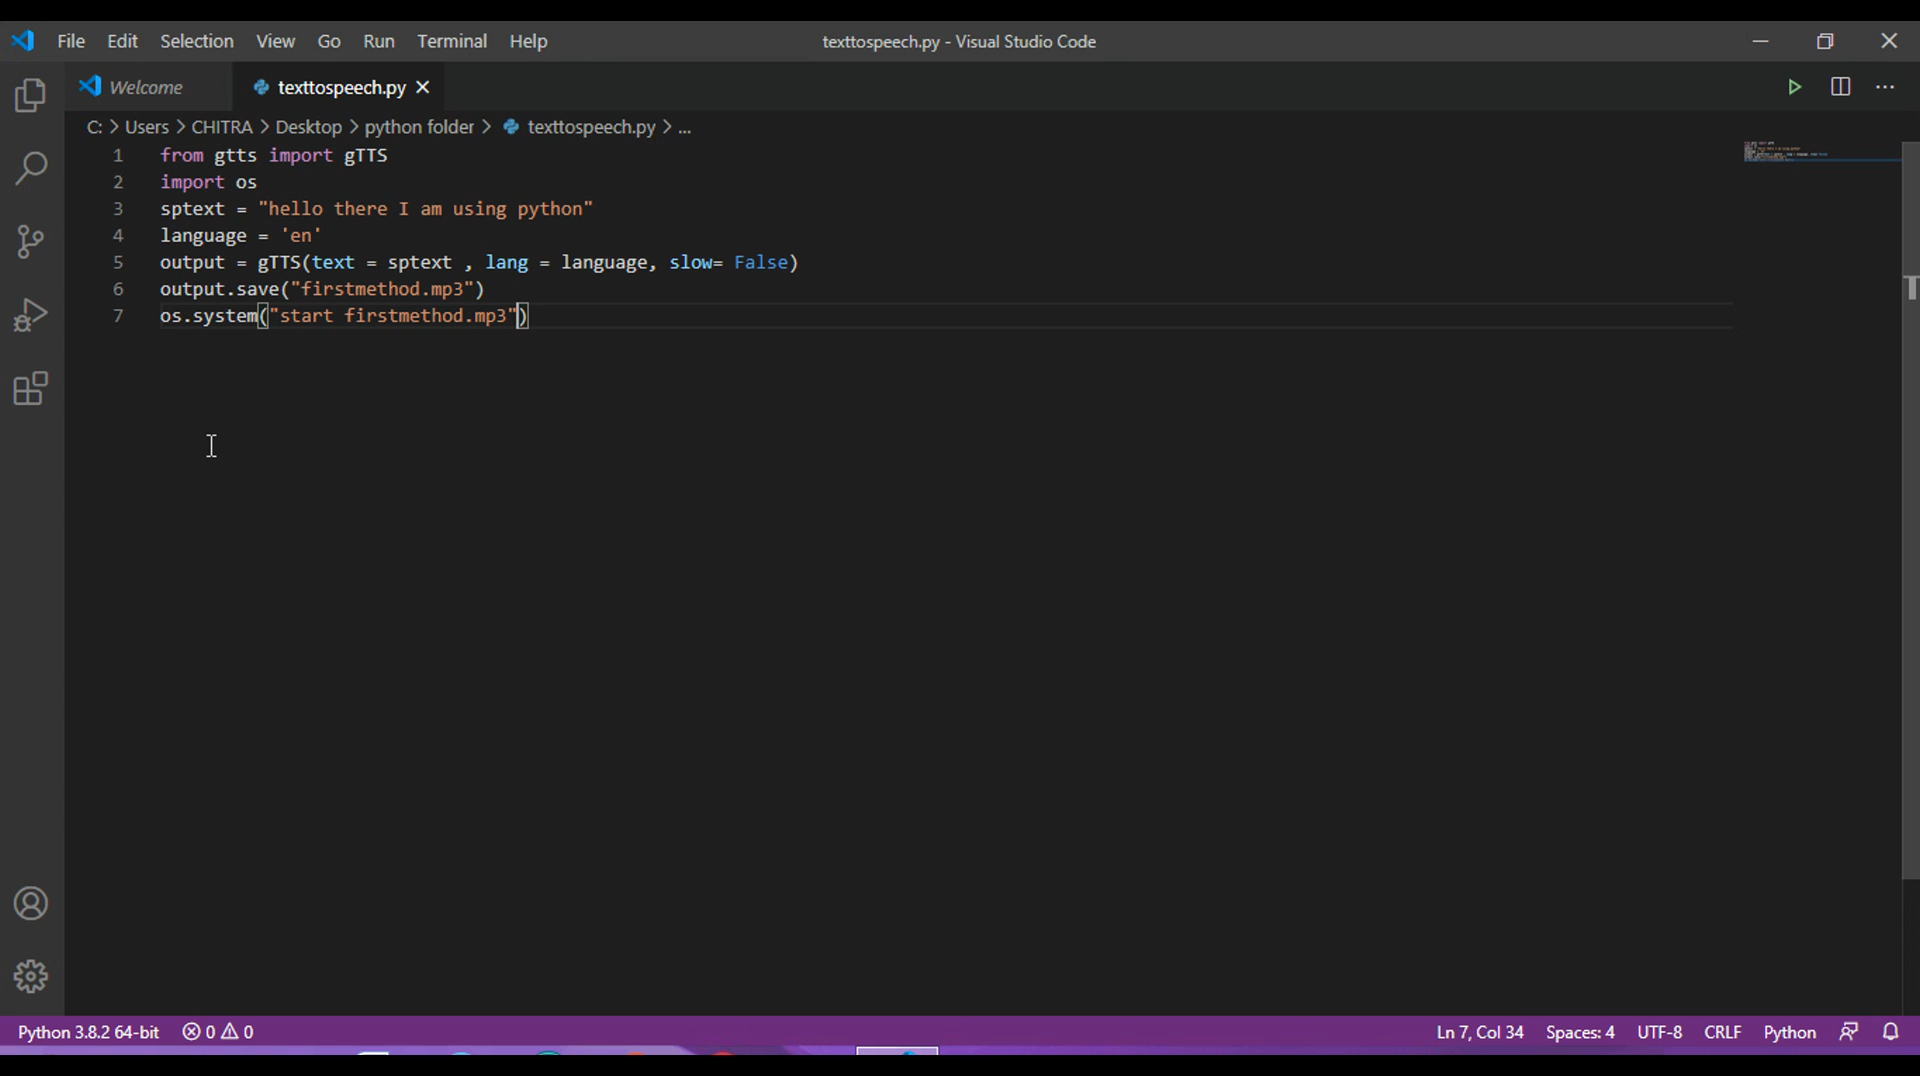 File Edit Selection View Go Run Terminal Help texttospeech.py - Visual Studio Code
Welcome texttospeech.py
C: > Users > CHITRA > Desktop > python folder > texttospeech.py > ...
1 from gtts import gTTS
2 import os
3 sptext = "hello there I am using python"
4 language = 'en'
5 output = gTTS(text = sptext , lang = language, slow= False)
6 output.save("firstmethod.mp3")
7 os.system("start firstmethod.mp3")
Python 3.8.2 64-bit 0 0 Ln 7, Col 34 Spaces: 4 UTF-8 CRLF Python